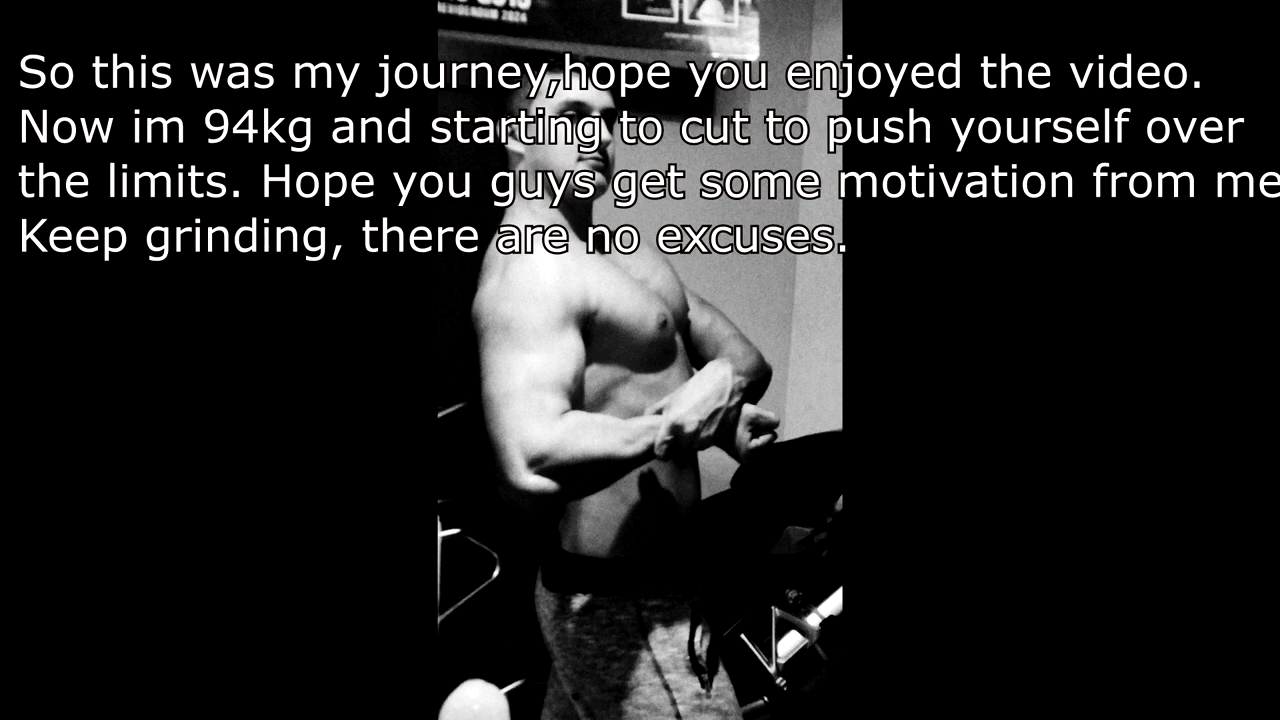 So this was my journey,hope you enjoyed the video.
Now im 94kg and starting to cut to push yourself over
the limits. Hope you guys get some motivation from me
Keep grinding, there are no excuses.